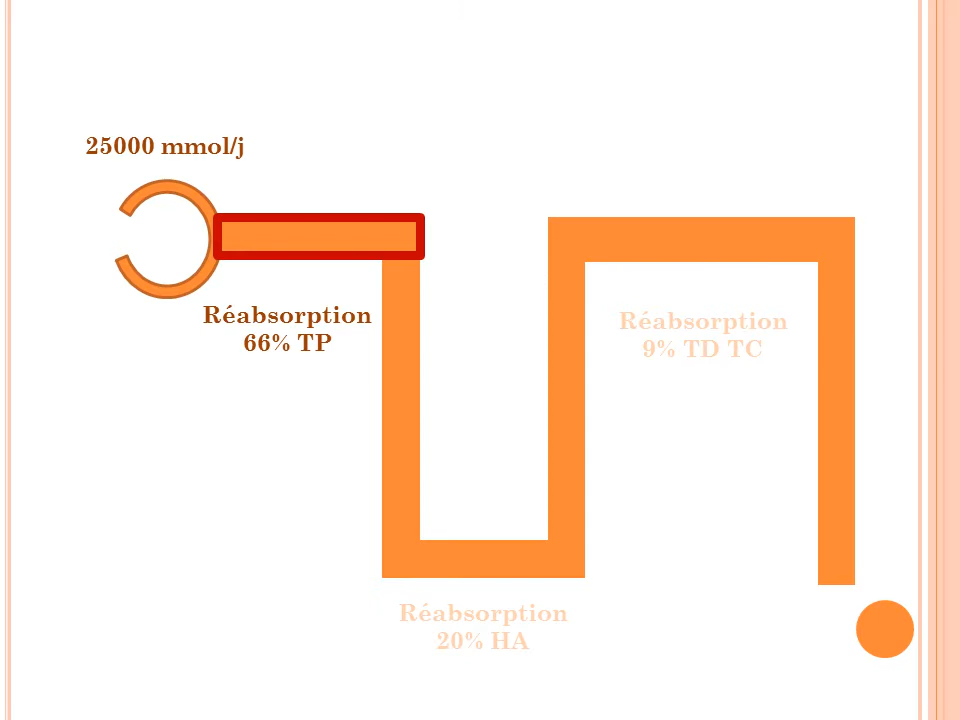 25000 mmol/j
Réabsorption
66% TP
Réabsorption
9% TD TC
Réabsorption
20% HA